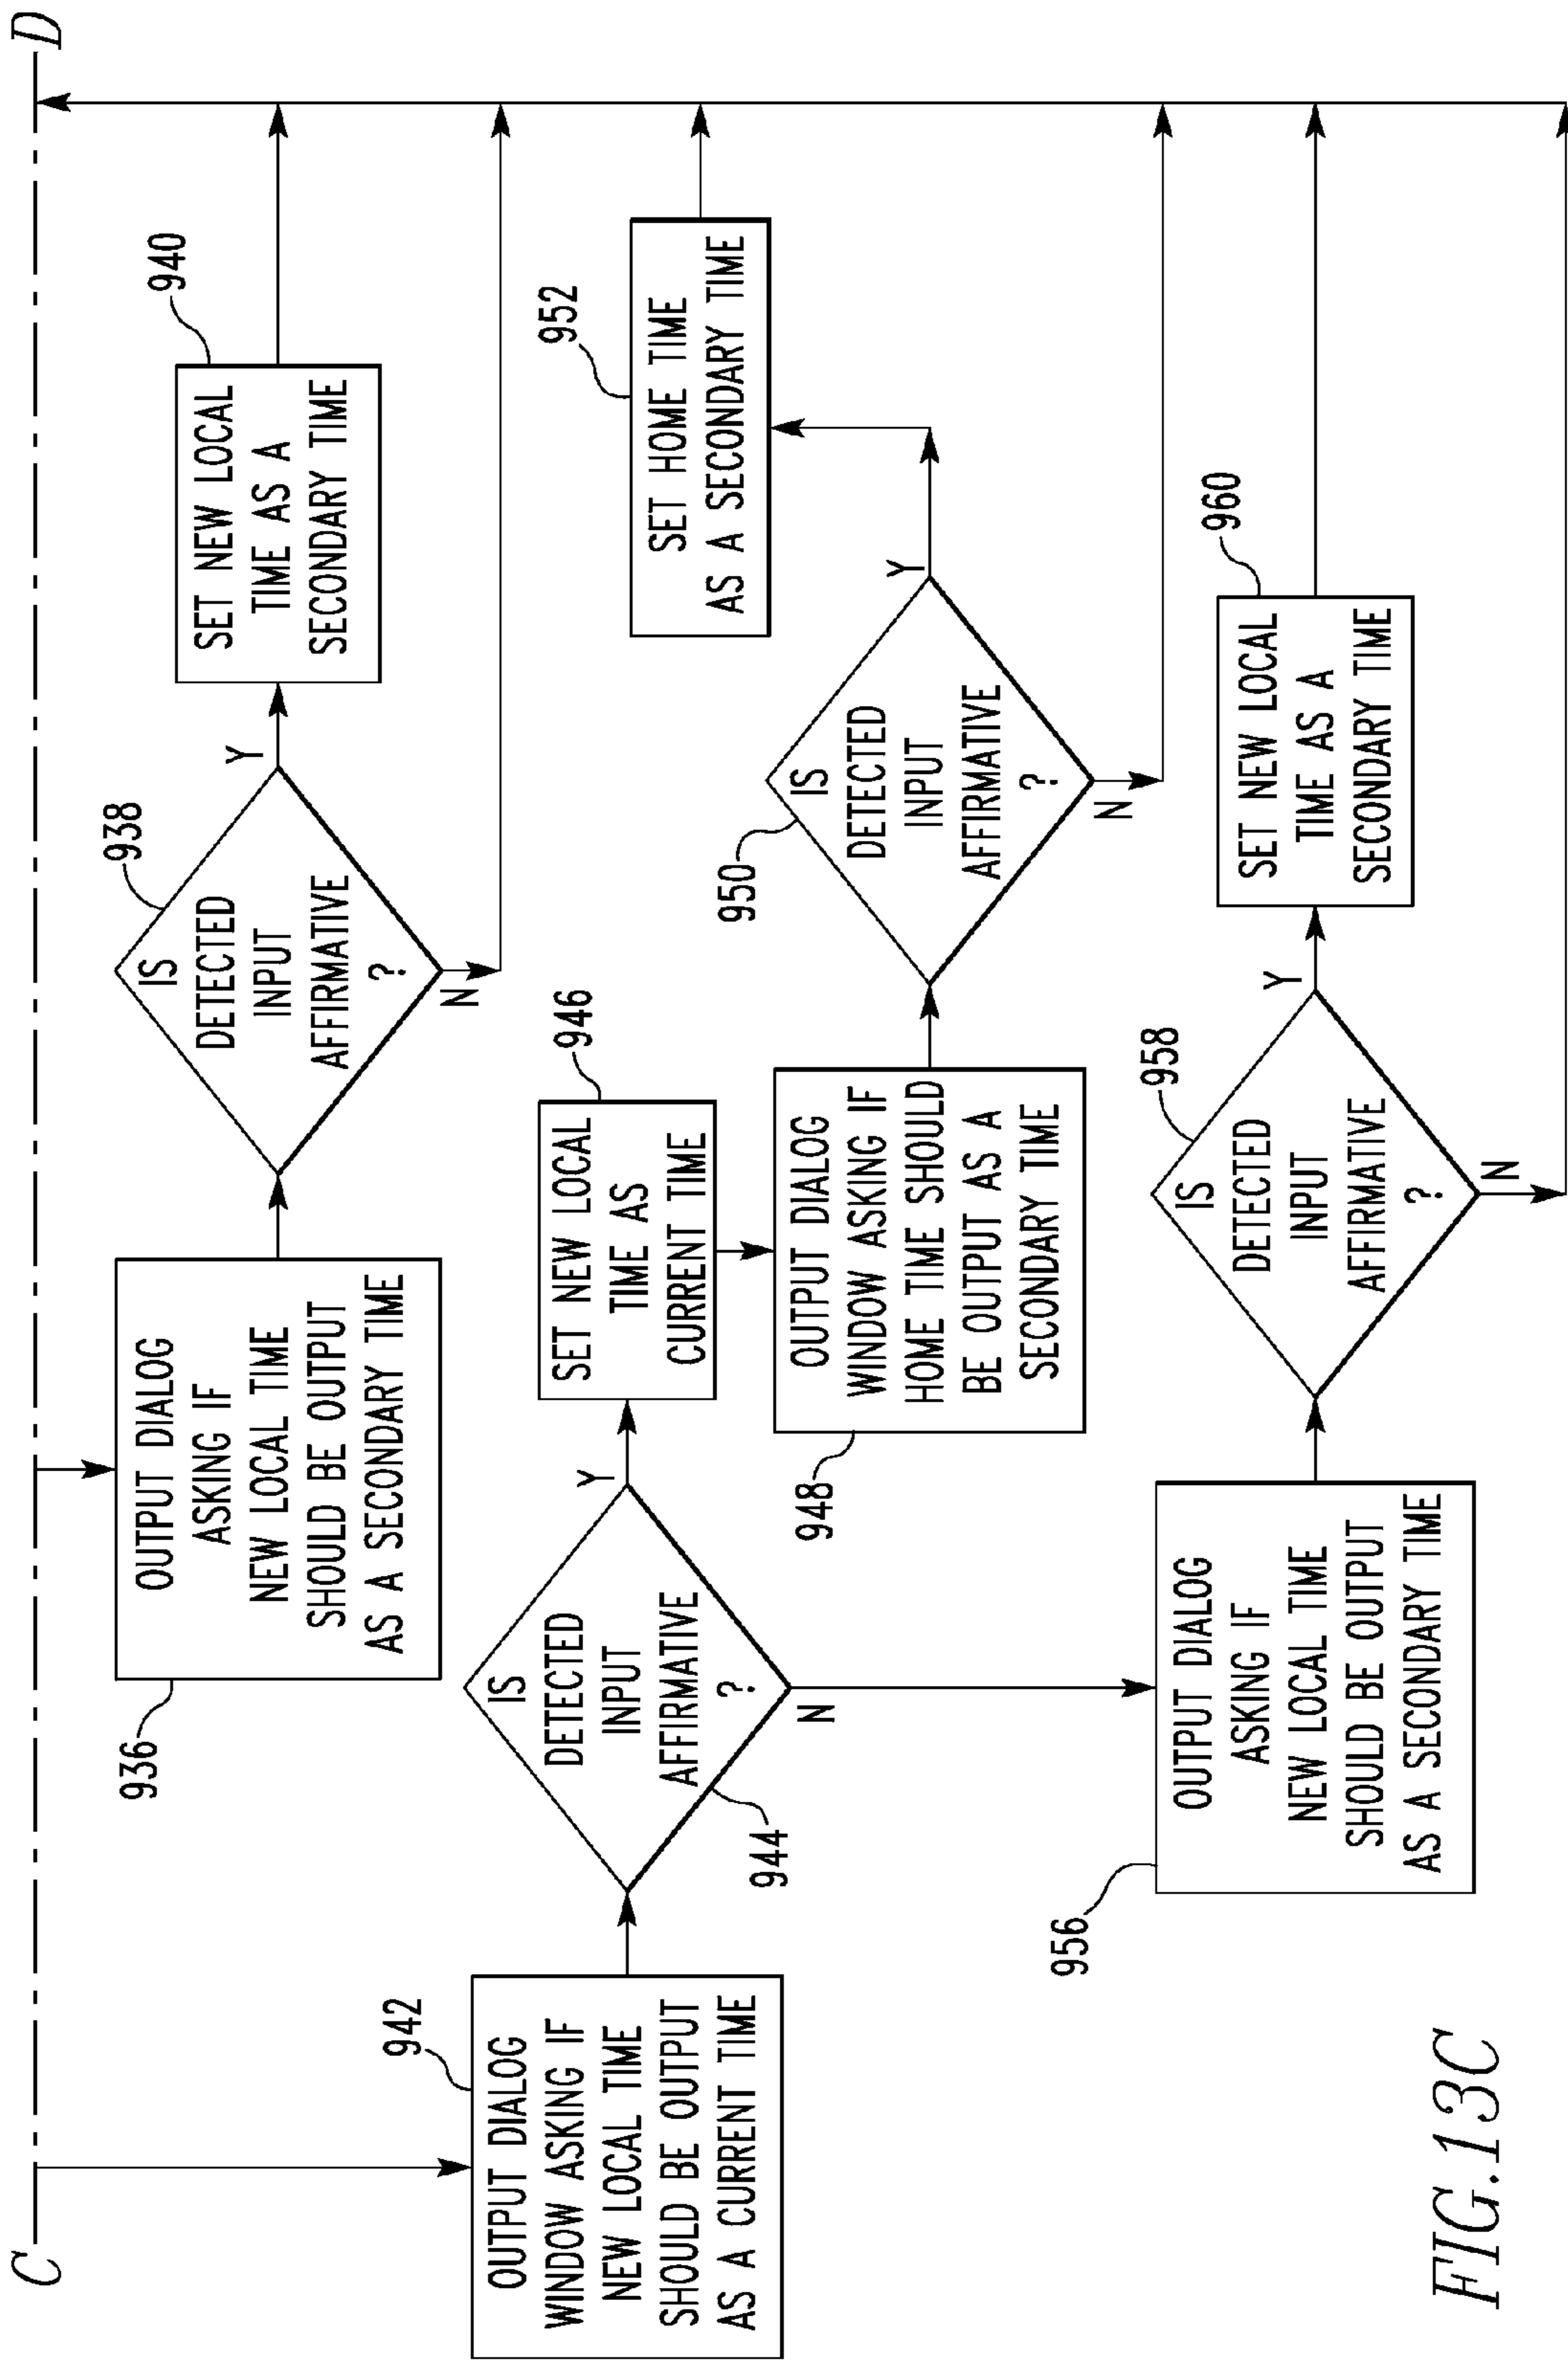 C
D
936
OUTPUT DIALOG
ASKING IF
NEW LOCAL TIME
SHOULD BE OUTPUT
AS A SECONDARY TIME
938
IS
DETECTED
INPUT
AFFIRMATIVE
?
Y
N
940
SET NEW LOCAL
TIME AS A
SECONDARY TIME
942
OUTPUT DIALOG
WINDOW ASKING IF
NEW LOCAL TIME
SHOULD BE OUTPUT
AS A CURRENT TIME
944
IS
DETECTED
INPUT
AFFIRMATIVE
?
Y
N
946
SET NEW LOCAL
TIME AS
CURRENT TIME
948
OUTPUT DIALOG
WINDOW ASKING IF
HOME TIME SHOULD
BE OUTPUT AS A
SECONDARY TIME
950
IS
DETECTED
INPUT
AFFIRMATIVE
?
Y
N
952
SET HOME TIME
AS A SECONDARY TIME
956
OUTPUT DIALOG
ASKING IF
NEW LOCAL TIME
SHOULD BE OUTPUT
AS A SECONDARY TIME
958
IS
DETECTED
INPUT
AFFIRMATIVE
?
Y
N
960
SET NEW LOCAL
TIME AS A
SECONDARY TIME
FIG.13C